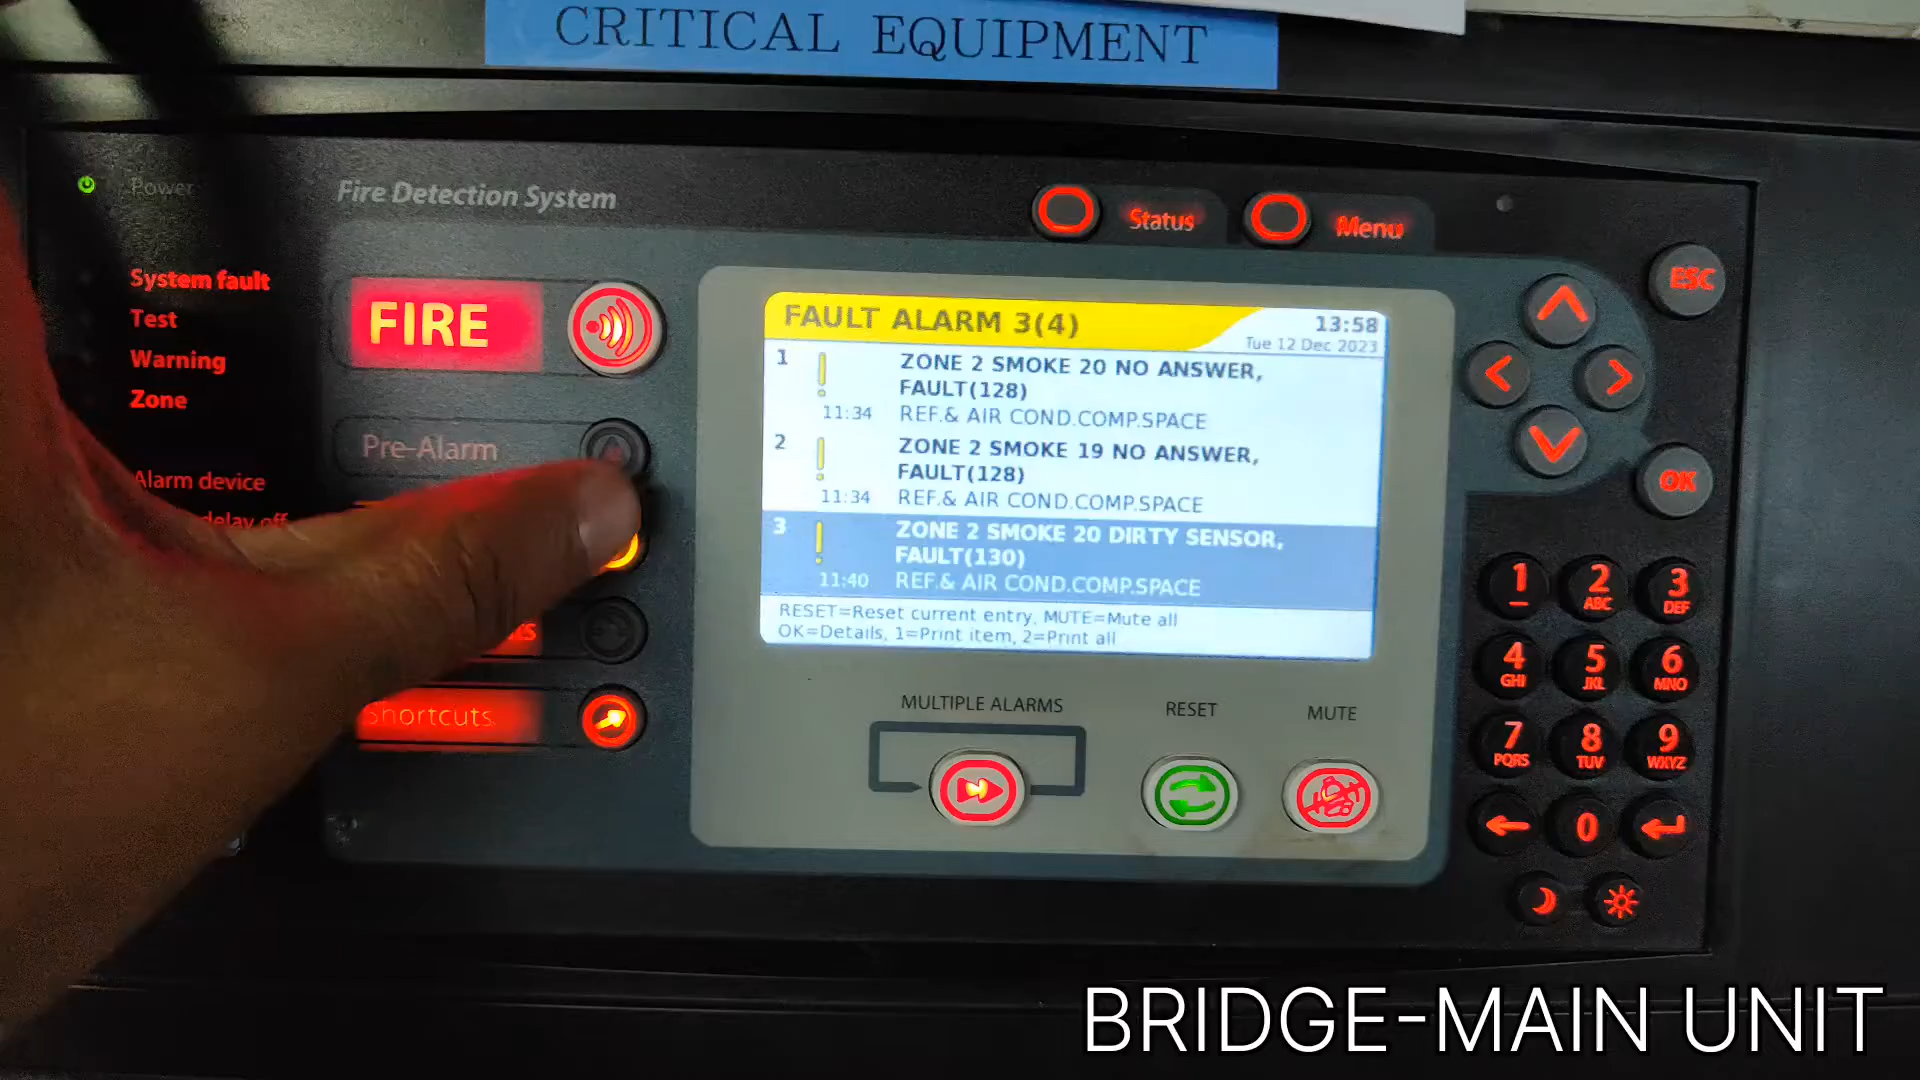 CRITICAL EQUIPMENT
Power
Fire Detection System
Status
Menu
ESC
System fault
Test
Warning
Zone
FIRE
FAULT ALARM 3(4)
13:58
Tue 12 Dec 2023
1 ZONE 2 SMOKE 20 NO ANSWER,
FAULT(128)
11:34 REF.& AIR COND.COMP.SPACE
2 ZONE 2 SMOKE 19 NO ANSWER,
FAULT(128)
11:34 REF.& AIR COND.COMP.SPACE
3 ZONE 2 SMOKE 20 DIRTY SENSOR,
FAULT(130)
11:40 REF.& AIR COND.COMP.SPACE
RESET=Reset current entry, MUTE=Mute all
OK=Details, 1=Print item, 2=Print all
Pre-Alarm
Alarm device
delay off
Shortcuts
OK
MULTIPLE ALARMS
RESET
MUTE
1
2 ABC
3 DEF
4 GHI
5 JKL
6 MNO
7 PQRS
8 TUV
9 WXYZ
0
BRIDGE-MAIN UNIT